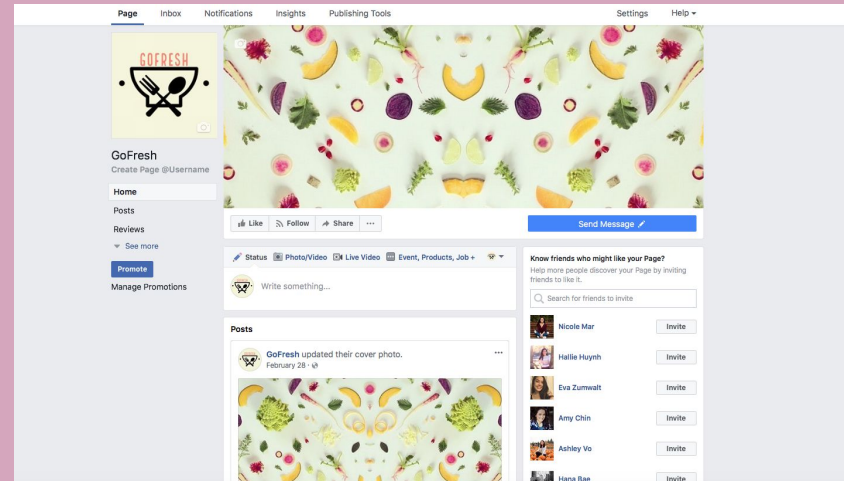 Page Inbox Notifications Insights Publishing Tools Settings Help
GOFRESH
GoFresh
Create Page @Username
Home
Posts
Reviews
See more
Promote
Manage Promotions
Like Follow Share ...
Send Message
Status Photo/Video Live Video Event, Products, Job +
Write something...
Posts
GoFresh updated their cover photo.
February 28 ·
Know friends who might like your Page?
Help more people discover your Page by inviting
friends to like it.
Search for friends to invite
Nicole Mar Invite
Hallie Huynh Invite
Eva Zumwalt Invite
Amy Chin Invite
Ashley Vo Invite
Hana Bae Invite